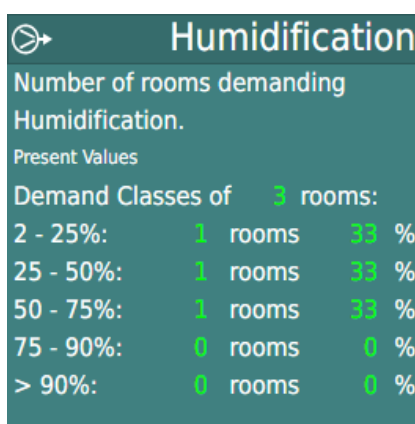 Humidification
Number of rooms demanding
Humidification.
Present Values
Demand Classes of 3 rooms:
2 - 25%: 1 rooms 33 %
25 - 50%: 1 rooms 33 %
50 - 75%: 1 rooms 33 %
75 - 90%: 0 rooms 0 %
> 90%: 0 rooms 0 %